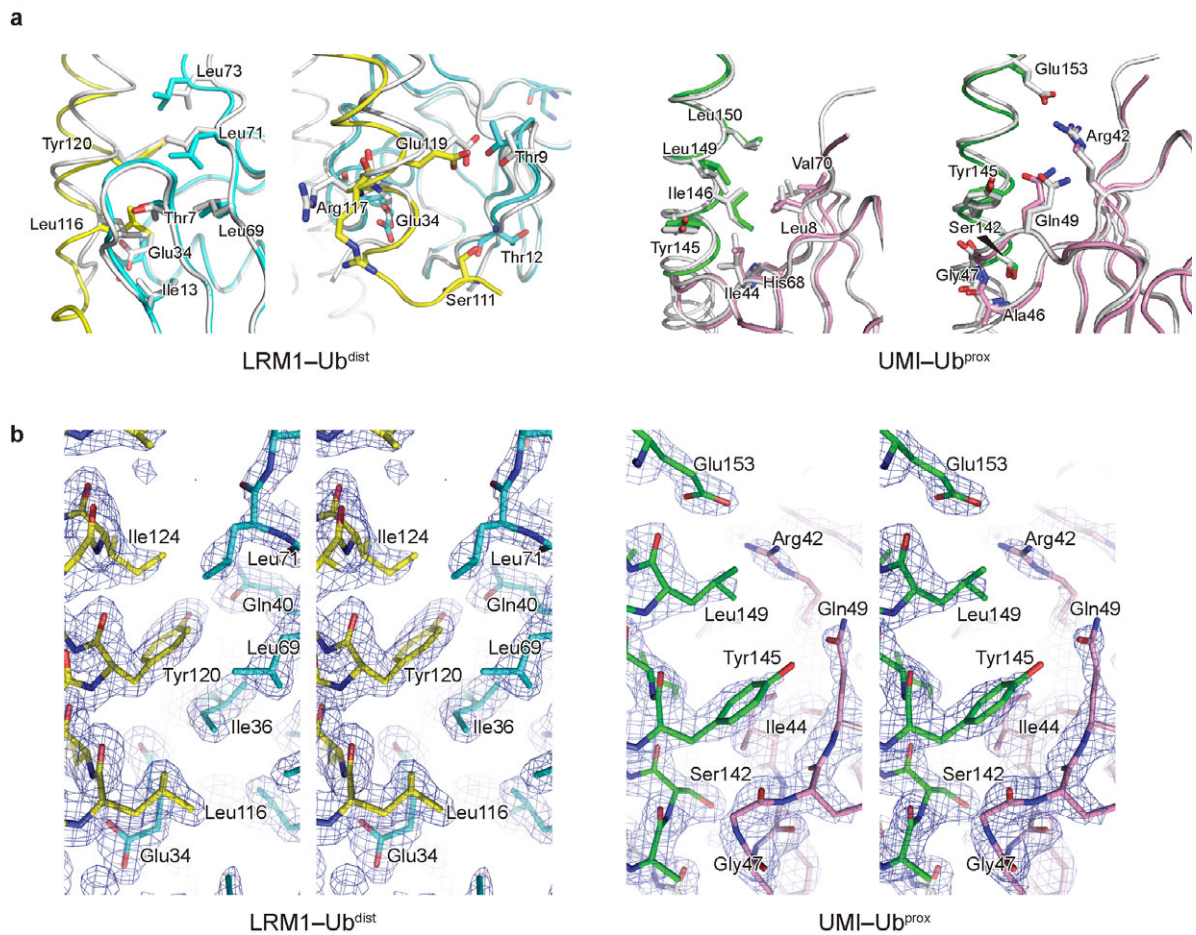 a
Leu73
Tyr120
Leu71
Leu116
Thr7
Glu34
Leu69
Ile13
Glu119
Thr9
Arg117
Glu34
Thr12
Ser111
LRM1–Ub^dist
Leu150
Leu149
Val70
Ile146
Tyr145
Leu8
Ile44
His68
Glu153
Arg42
Tyr145
Gln49
Ser142
Gly47
Ala46
UMI–Ub^prox
b
Ile124
Leu71
Gln40
Leu69
Tyr120
Ile36
Leu116
Glu34
Ile124
Leu71
Gln40
Leu69
Tyr120
Ile36
Leu116
Glu34
LRM1–Ub^dist
Glu153
Arg42
Leu149
Gln49
Tyr145
Ile44
Ser142
Gly47
Glu153
Arg42
Leu149
Gln49
Tyr145
Ile44
Ser142
Gly47
UMI–Ub^prox